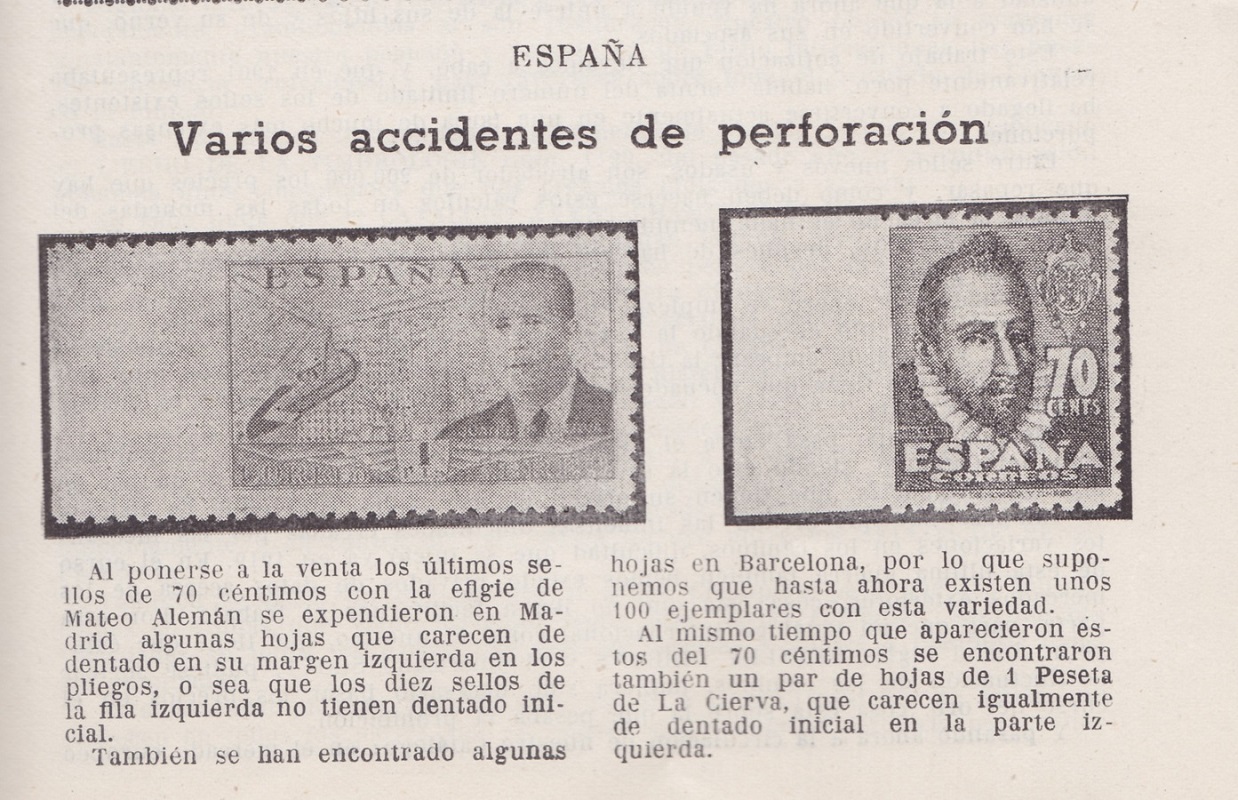 ESPAÑA
Varios accidentes de perforación
ESPAÑA
70
CENTS
ESPAÑA
CORREOS
Al ponerse a la venta los últimos se-
llos de 70 céntimos con la efigie de
Mateo Alemán se expendieron en Ma-
drid algunas hojas que carecen de
dentado en su margen izquierda en los
pliegos, o sea que los diez sellos de
la fila izquierda no tienen dentado ini-
cial.
También se han encontrado algunas
hojas en Barcelona, por lo que supo-
nemos que hasta ahora existen unos
100 ejemplares con esta variedad.
Al mismo tiempo que aparecieron es-
tos del 70 céntimos se encontraron
también un par de hojas de 1 Peseta
de La Cierva, que carecen igualmente
de dentado inicial en la parte iz-
quierda.